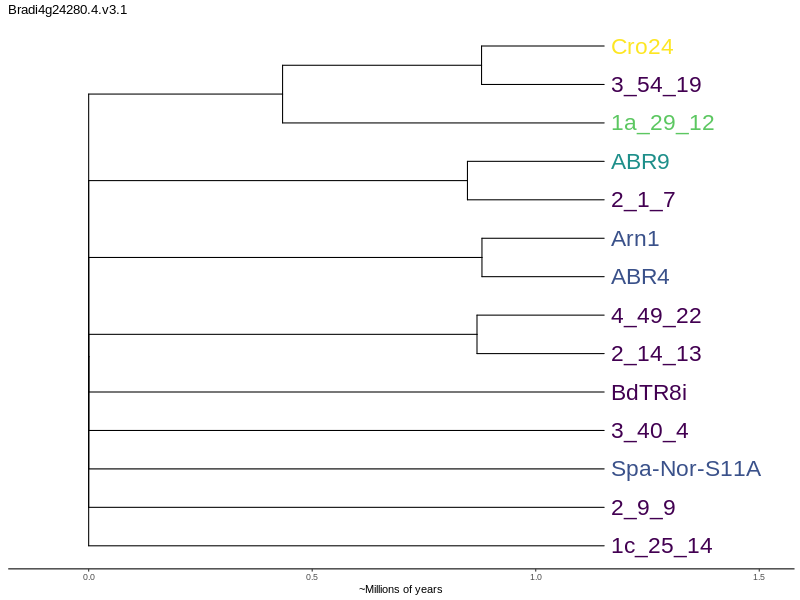 Bradi4g24280.4.v3.1
Cro24
3_54_19
1a_29_12
ABR9
2_1_7
Arn1
ABR4
4_49_22
2_14_13
BdTR8i
3_40_4
Spa-Nor-S11A
2_9_9
1c_25_14
0.0 0.5 1.0 1.5
~Millions of years